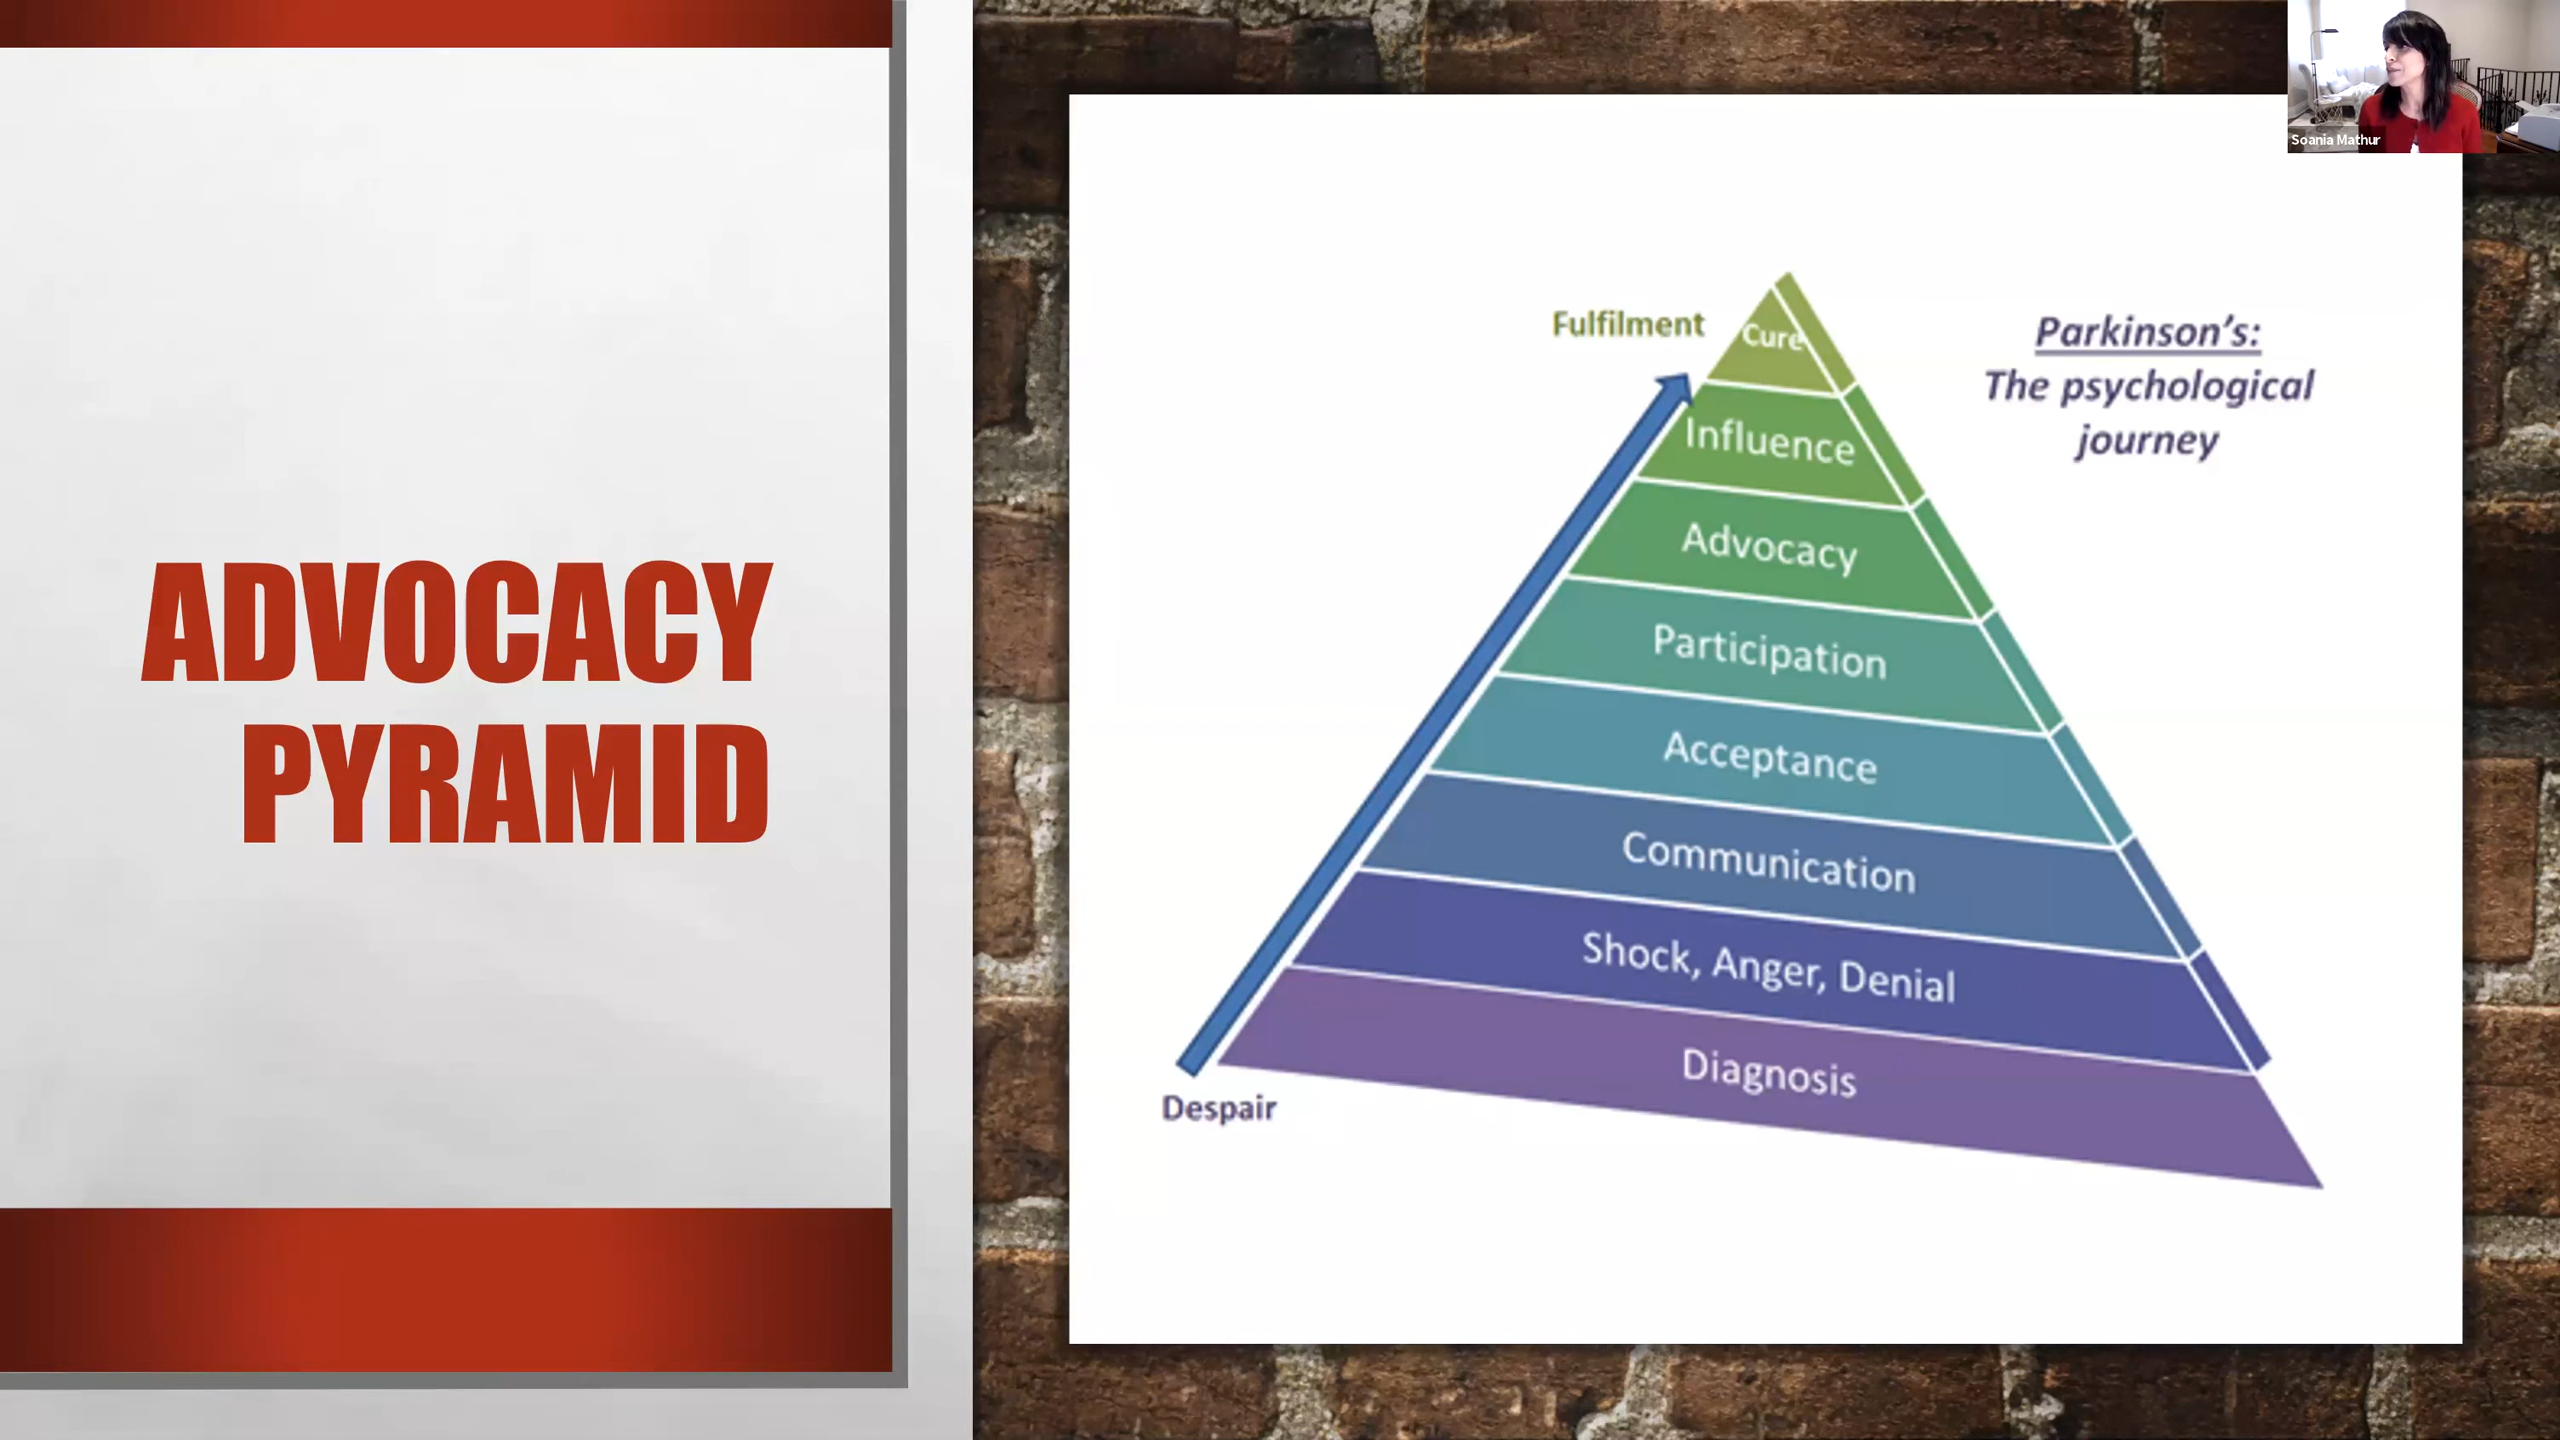 ADVOCACY
PYRAMID
Soania Mathur
Parkinson's:
The psychological
journey
Fulfilment
Cure
Influence
Advocacy
Participation
Acceptance
Communication
Shock, Anger, Denial
Diagnosis
Despair